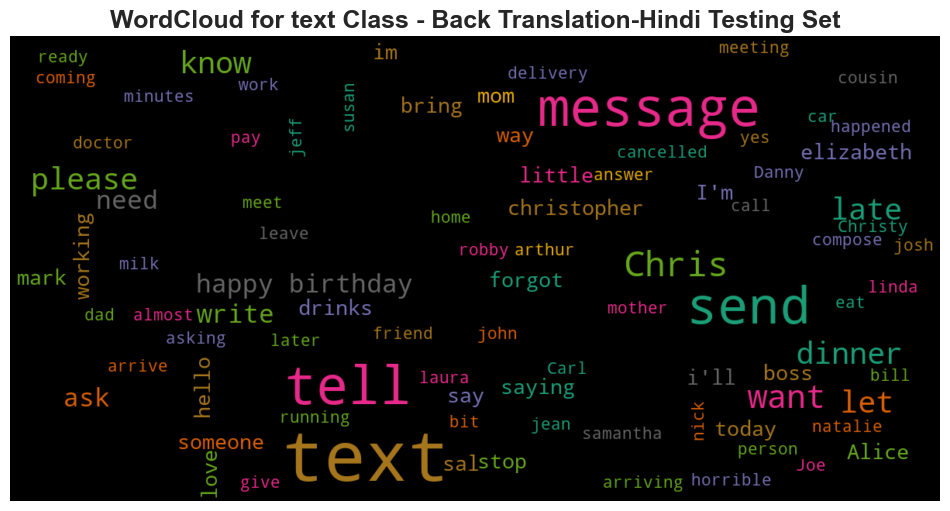 WordCloud for text Class - Back Translation-Hindi Testing Set
ready
know
im
meeting
coming
work
delivery
cousin
minutes
susan
bring
mom
message
car
happened
doctor
pay
jeff
way
yes
cancelled
elizabeth
please
little
answer
Danny
need
meet
christopher
I'm
call
late
home
Christy
leave
working
robby
arthur
compose
josh
milk
Chris
mark
happy birthday
forgot
linda
send
eat
dad
almost
write
drinks
mother
asking
later
friend
john
dinner
arrive
hello
tell
laura
Carl
i'll
boss
bill
ask
say
saying
want
let
running
bit
jean
samantha
nick
today
natalie
someone
text
person
Alice
love
sal
stop
Joe
give
arriving
horrible